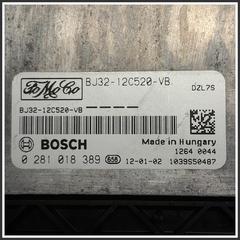 FoMoCo BJ32-12C520-VB DZL7S
BJ32-12C520-VB
BOSCH Made in Hungary
1264 0044
0 281 018 389 658 12-01-02 1039S50487